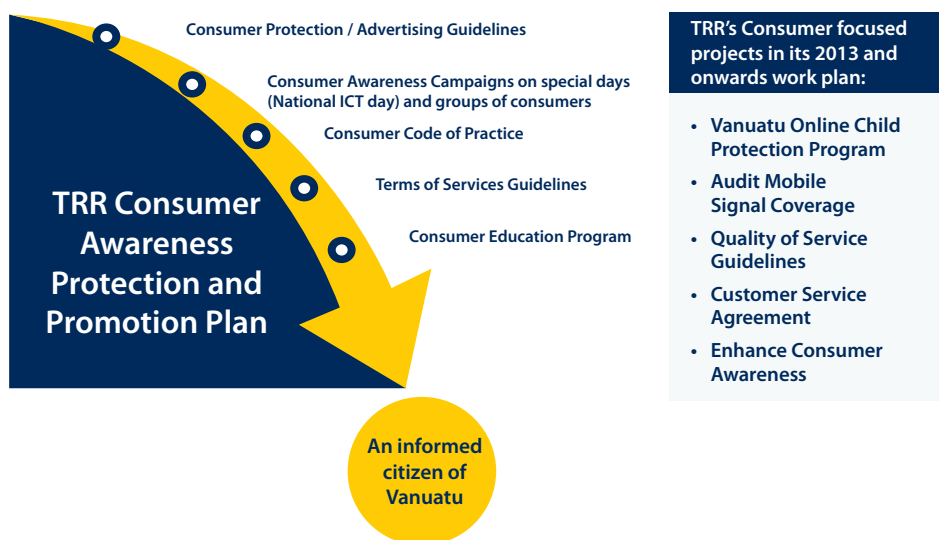 Consumer Protection / Advertising Guidelines
Consumer Awareness Campaigns on special days
(National ICT day) and groups of consumers
Consumer Code of Practice
Terms of Services Guidelines
Consumer Education Program
TRR Consumer
Awareness
Protection and
Promotion Plan
An informed
citizen of
Vanuatu
TRR’s Consumer focused
projects in its 2013 and
onwards work plan:
• Vanuatu Online Child
Protection Program
• Audit Mobile
Signal Coverage
• Quality of Service
Guidelines
• Customer Service
Agreement
• Enhance Consumer
Awareness